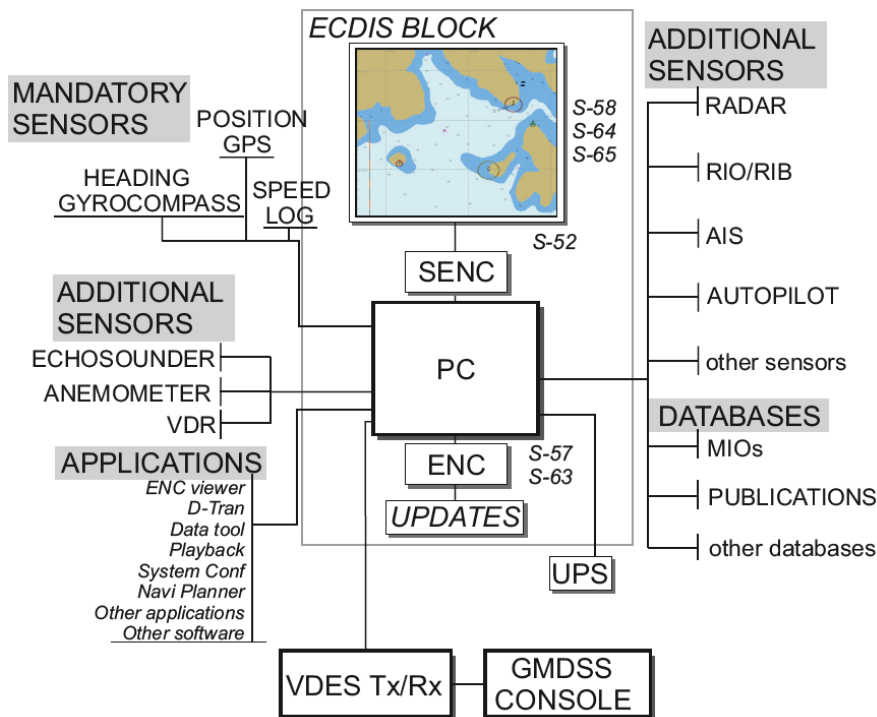 ECDIS BLOCK
S-58
S-64
S-65
S-52
SENC
PC
ENC
S-57
S-63
UPDATES
MANDATORY
SENSORS
POSITION
GPS
HEADING
GYROCOMPASS
SPEED
LOG
ADDITIONAL
SENSORS
ECHOSOUNDER
ANEMOMETER
VDR
APPLICATIONS
ENC viewer
D-Tran
Data tool
Playback
System Conf
Navi Planner
Other applications
Other software
ADDITIONAL
SENSORS
RADAR
RIO/RIB
AIS
AUTOPILOT
other sensors
DATABASES
MIOs
PUBLICATIONS
other databases
UPS
VDES Tx/Rx
GMDSS
CONSOLE